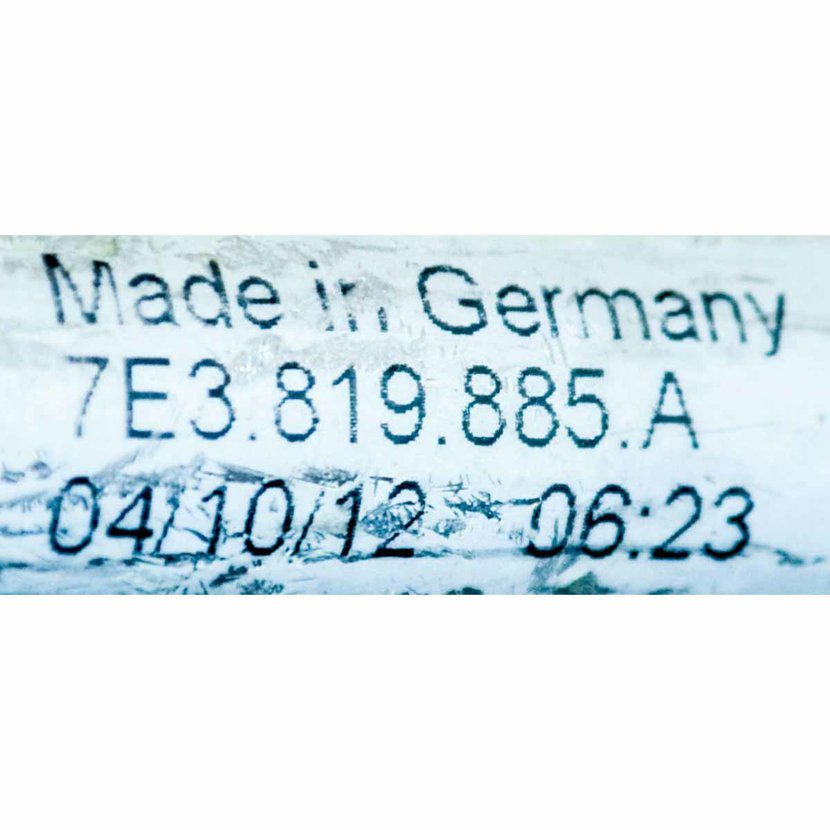 Made in Germany
7E3.819.885.A
04/10/12 06:23